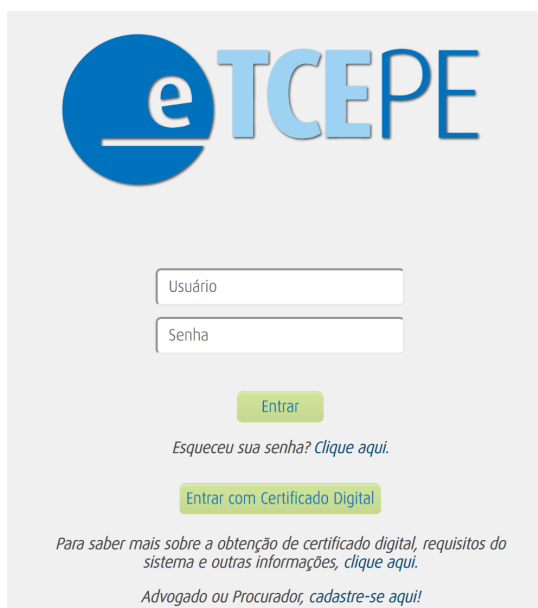 eTCEPE
Usuário
Senha
Entrar
Esqueceu sua senha? Clique aqui.
Entrar com Certificado Digital
Para saber mais sobre a obtenção de certificado digital, requisitos do
sistema e outras informações, clique aqui.
Advogado ou Procurador, cadastre-se aqui!